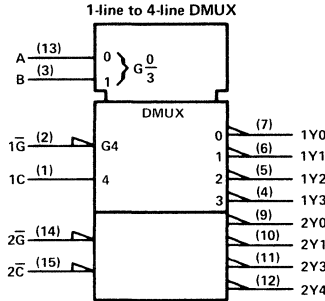 1-line to 4-line DMUX
A (13) 0 } G 0/3
B (3) 1
DMUX
1G̅ (2) G4 0 (7) 1Y0
1 (6) 1Y1
1C (1) 4 2 (5) 1Y2
3 (4) 1Y3
(9) 2Y0
2G̅ (14) (10) 2Y1
2C̅ (15) (11) 2Y3
(12) 2Y4